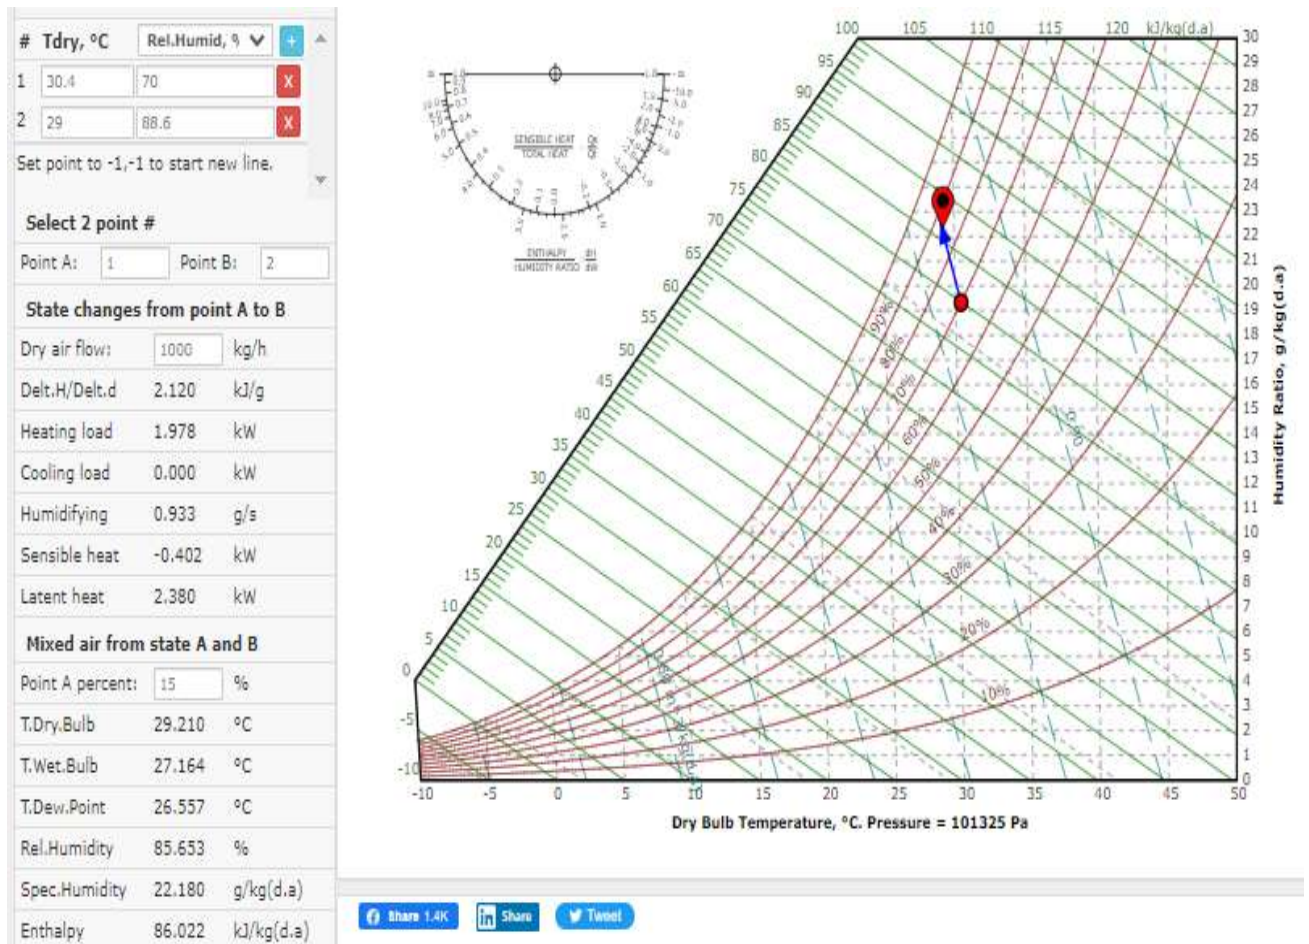 # Tdry, °C Rel.Humid, %
+
1 30.4 70 X
2 29 88.6 X
Set point to -1,-1 to start new line.
Select 2 point #
Point A: 1 Point B: 2
State changes from point A to B
Dry air flow: 1000 kg/h
Delt.H/Delt.d 2.120 kJ/g
Heating load 1.978 kW
Cooling load 0.000 kW
Humidifying 0.933 g/s
Sensible heat -0.402 kW
Latent heat 2.380 kW
Mixed air from state A and B
Point A percent: 15 %
T.Dry.Bulb 29.210 °C
T.Wet.Bulb 27.164 °C
T.Dew.Point 26.557 °C
Rel.Humidity 85.653 %
Spec.Humidity 22.180 g/kg(d.a)
Enthalpy 86.022 kJ/kg(d.a)
SENSIBLE HEAT
TOTAL HEAT
ENTHALPY dH
HUMIDITY RATIO dW
100 105 110 115 120 kJ/kg(d.a)
95
90
85
80
75
70
65
60
55
50
45
40
35
30
25
20
15
10
5
0
-5
-10
90%
80%
70%
60%
50%
40%
30%
20%
10%
0.90
30
29
28
27
26
25
24
23
22
21
20
19
18
17
16
15
14
13
12
11
10
9
8
7
6
5
4
3
2
1
0
Humidity Ratio, g/kg(d.a)
-10 -5 0 5 10 15 20 25 30 35 40 45 50
Dry Bulb Temperature, °C. Pressure = 101325 Pa
Share 1.4K
in Share
Tweet